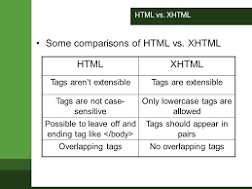 HTML vs. XHTML
• Some comparisons of HTML vs. XHTML
HTML XHTML
Tags aren't extensible Tags are extensible
Tags are not case-
sensitive
Only lowercase tags are
allowed
Possible to leave off and
ending tag like </body>
Tags should appear in
pairs
Overlapping tags No overlapping tags